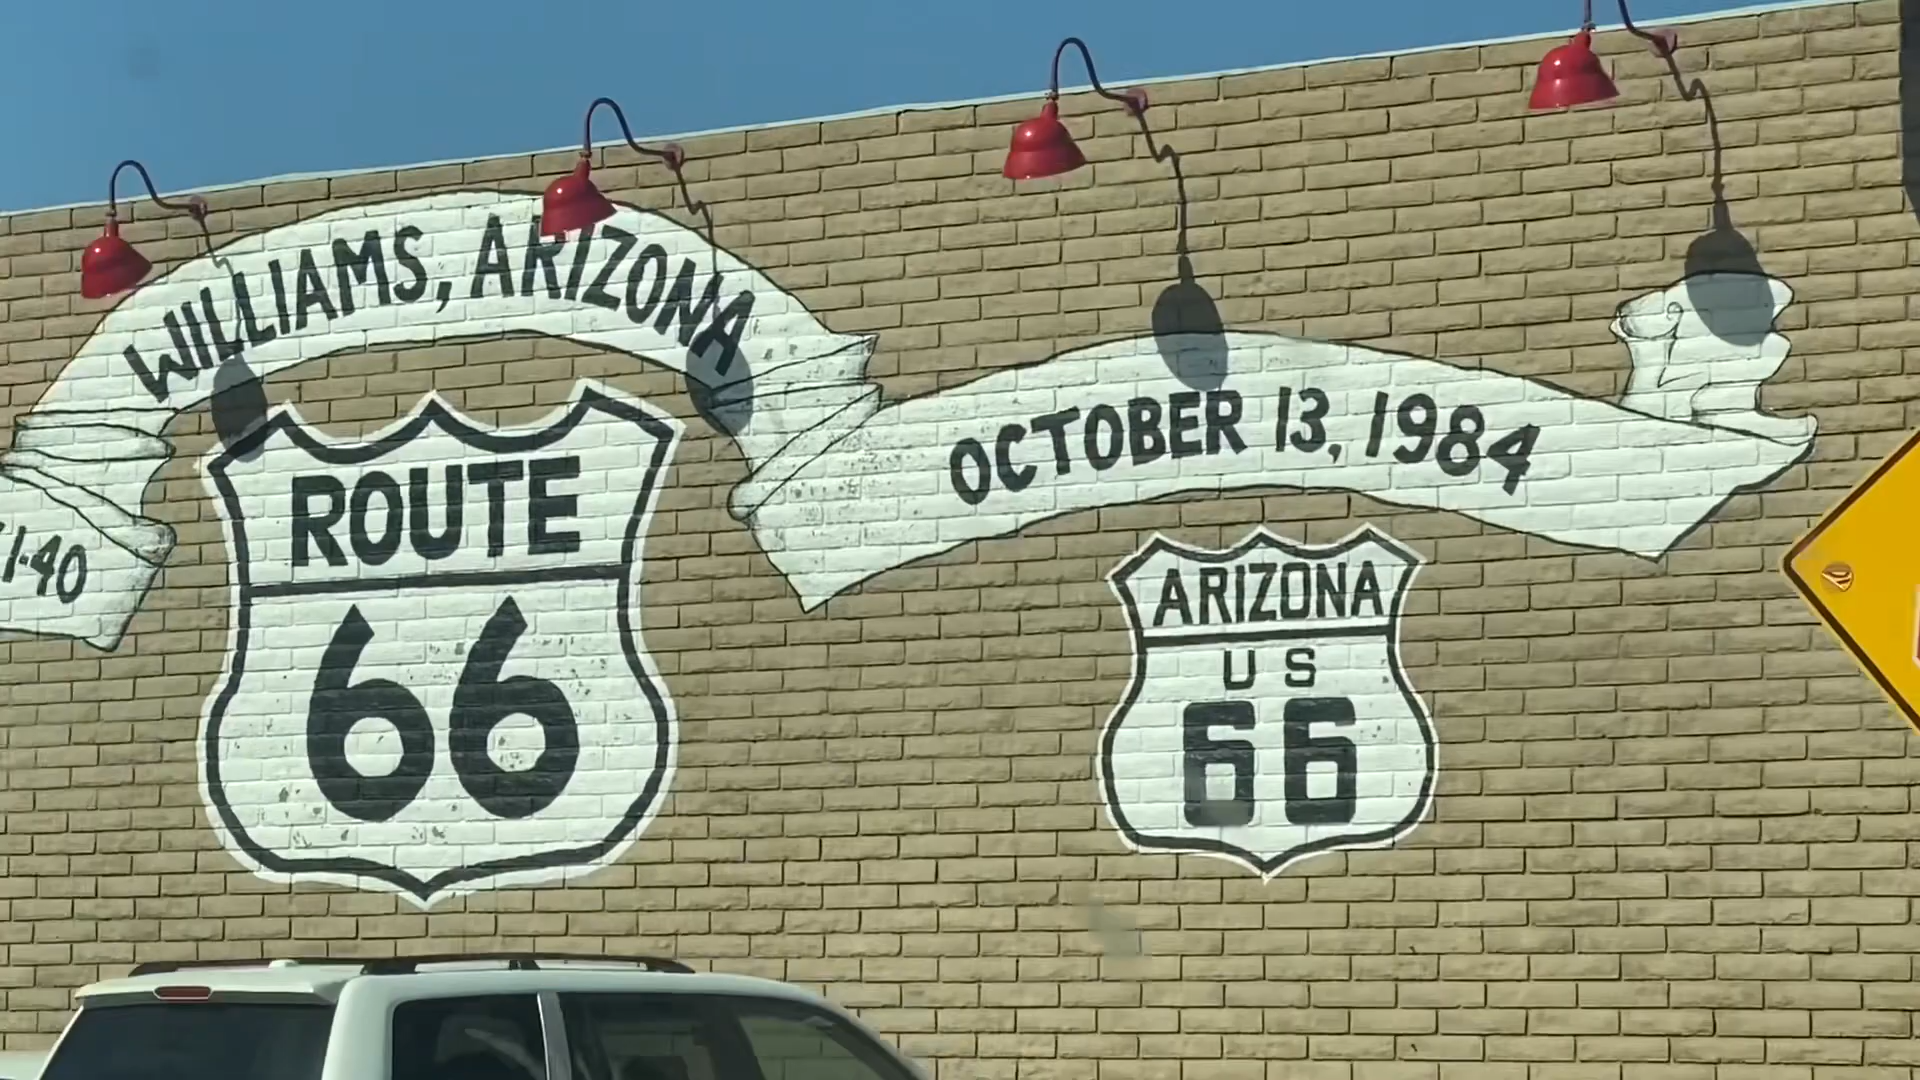 WILLIAMS, ARIZONA
OCTOBER 13, 1984
I-40
ROUTE
66
ARIZONA
US
66